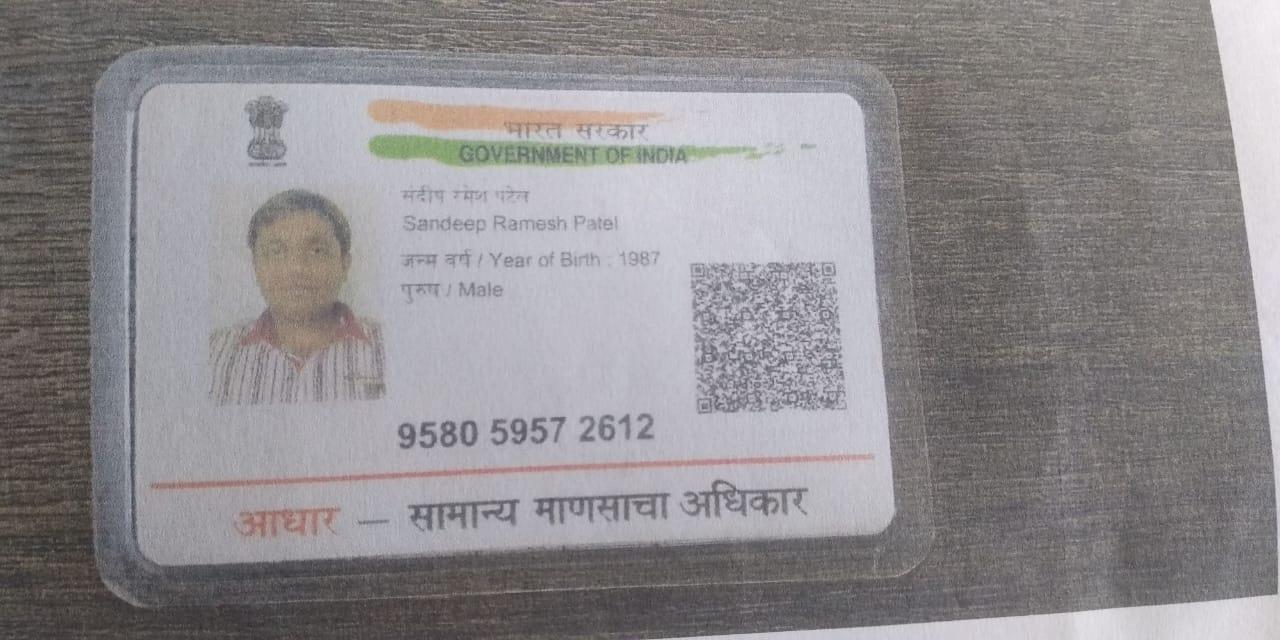 भारत सरकार
GOVERNMENT OF INDIA
संदीप रमेश पटेल
Sandeep Ramesh Patel
जन्म वर्ष / Year of Birth : 1987
पुरुष / Male
9580 5957 2612
आधार — सामान्य माणसाचा अधिकार